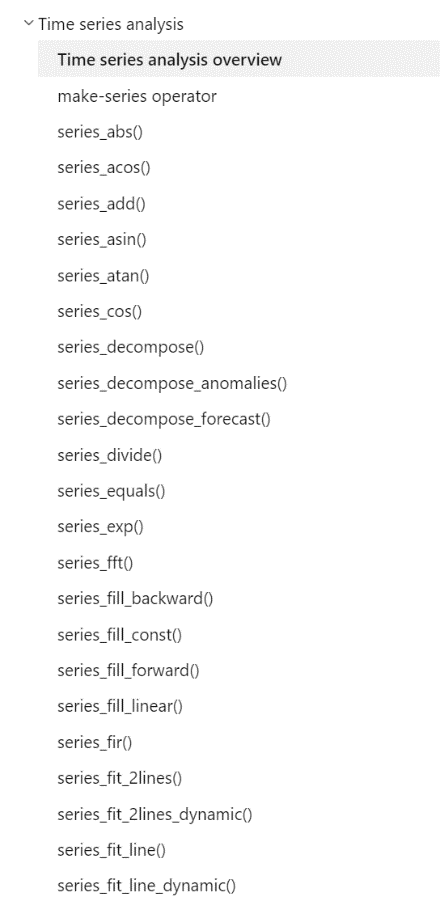 Time series analysis
Time series analysis overview
make-series operator
series_abs()
series_acos()
series_add()
series_asin()
series_atan()
series_cos()
series_decompose()
series_decompose_anomalies()
series_decompose_forecast()
series_divide()
series_equals()
series_exp()
series_fft()
series_fill_backward()
series_fill_const()
series_fill_forward()
series_fill_linear()
series_fir()
series_fit_2lines()
series_fit_2lines_dynamic()
series_fit_line()
series_fit_line_dynamic()